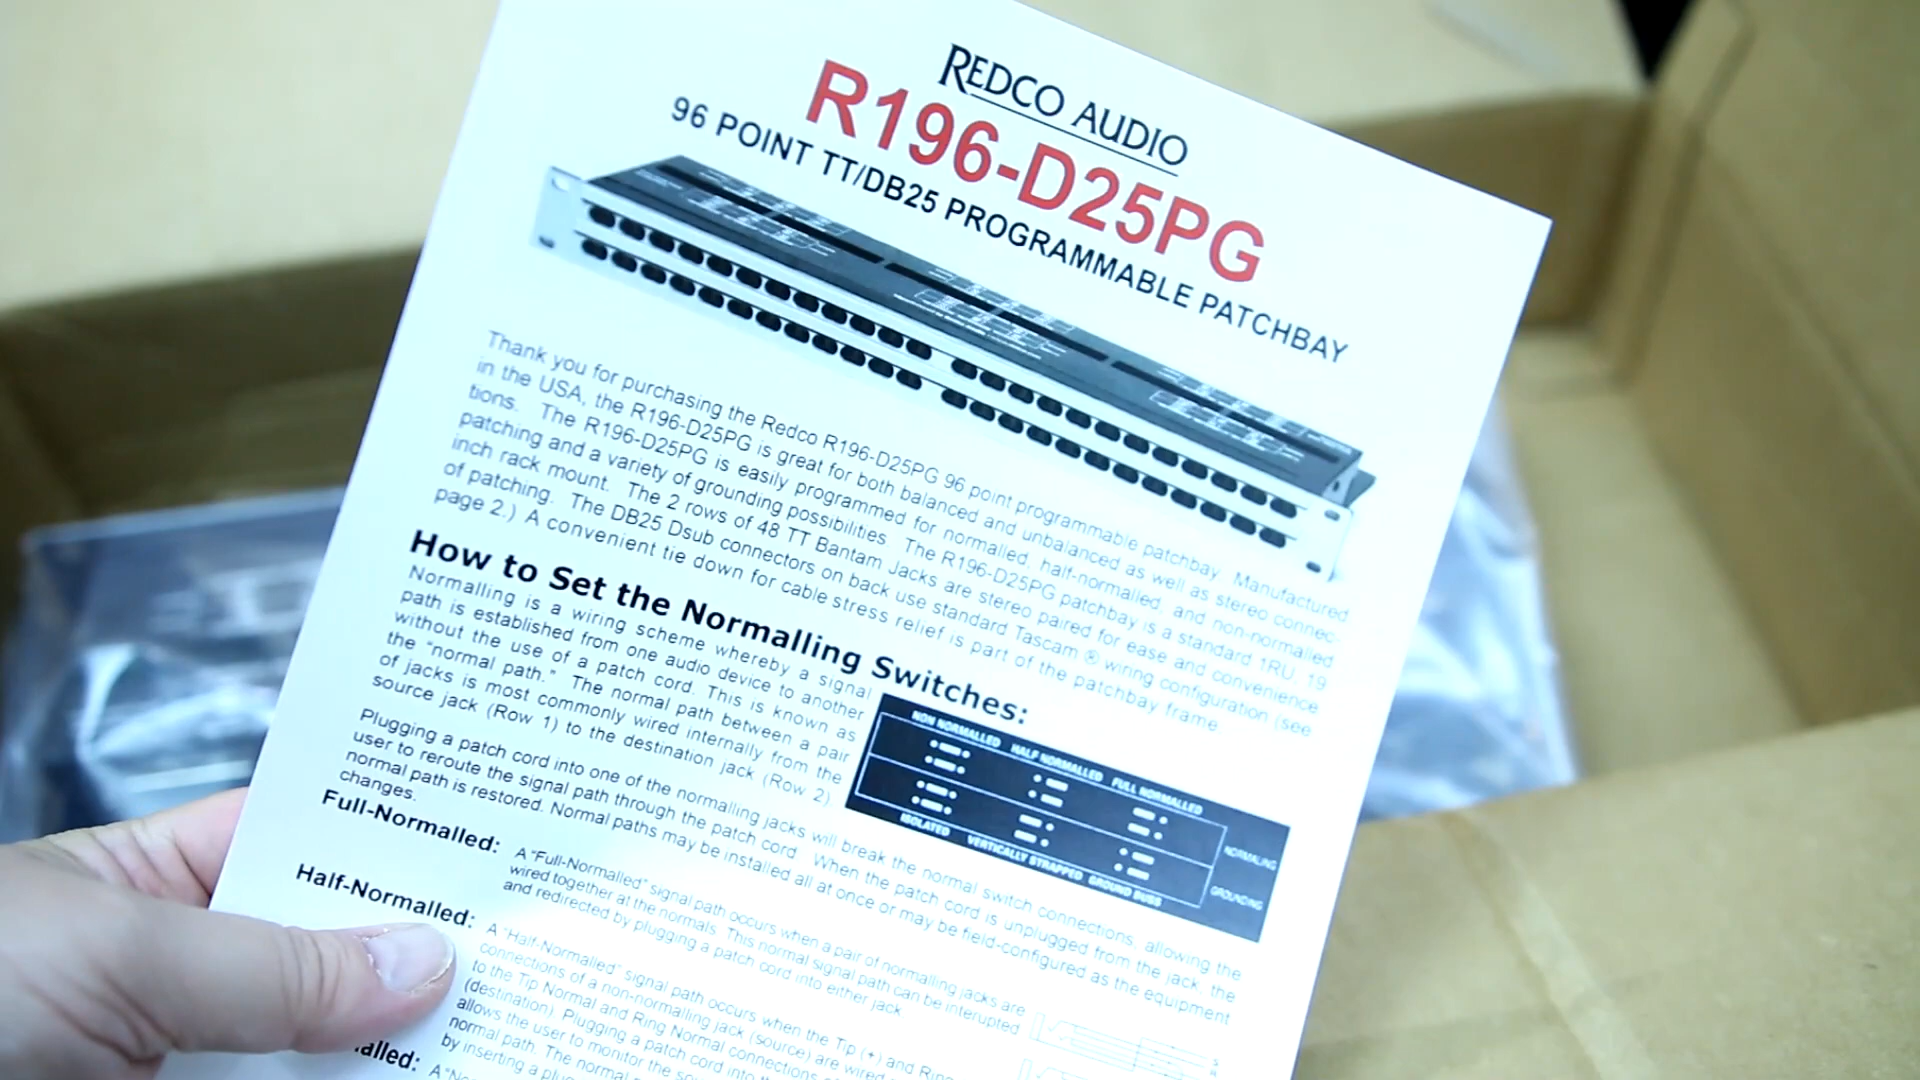 REDCO AUDIO
R196-D25PG
96 POINT TT/DB25 PROGRAMMABLE PATCHBAY
Thank you for purchasing the Redco R196-D25PG 96 point programmable patchbay. Manufactured
in the USA, the R196-D25PG is great for both balanced and unbalanced as well as stereo connec-
tions. The R196-D25PG is easily programmed for normalled, half-normalled, and non-normalled
patching and a variety of grounding possibilities. The R196-D25PG patchbay is a standard 1RU, 19
inch rack mount. The 2 rows of 48 TT Bantam Jacks are stereo paired for ease and convenience
of patching. The DB25 Dsub connectors on back use standard Tascam ® wiring configuration (see
page 2.) A convenient tie down for cable stress relief is part of the patchbay frame.
How to Set the Normalling Switches:
Normalling is a wiring scheme whereby a signal
path is established from one audio device to another
without the use of a patch cord. This is known as
the "normal path." The normal path between a pair
of jacks is most commonly wired internally from the
source jack (Row 1) to the destination jack (Row 2).
NON NORMALLED HALF NORMALLED FULL NORMALLED
NORMALING
GROUNDING
ISOLATED VERTICALLY STRAPPED GROUND BUSS
Plugging a patch cord into one of the normalling jacks will break the normal switch connections, allowing the
user to reroute the signal path through the patch cord. When the patch cord is unplugged from the jack, the
normal path is restored. Normal paths may be installed all at once or may be field-configured as the equipment
changes.
Full-Normalled: A "Full-Normalled" signal path occurs when a pair of normalling jacks are
wired together at the normals. This normal signal path can be interupted
and redirected by plugging a patch cord into either jack.
Half-Normalled: A "Half-Normalled" signal path occurs when the Tip (+) and Ring
connections of a non-normalling jack (source) are wired
to the Tip Normal and Ring Normal connections
(destination). Plugging a patch cord into the
allows the user to monitor the
normal path. The normal
by inserting a plug
alled: